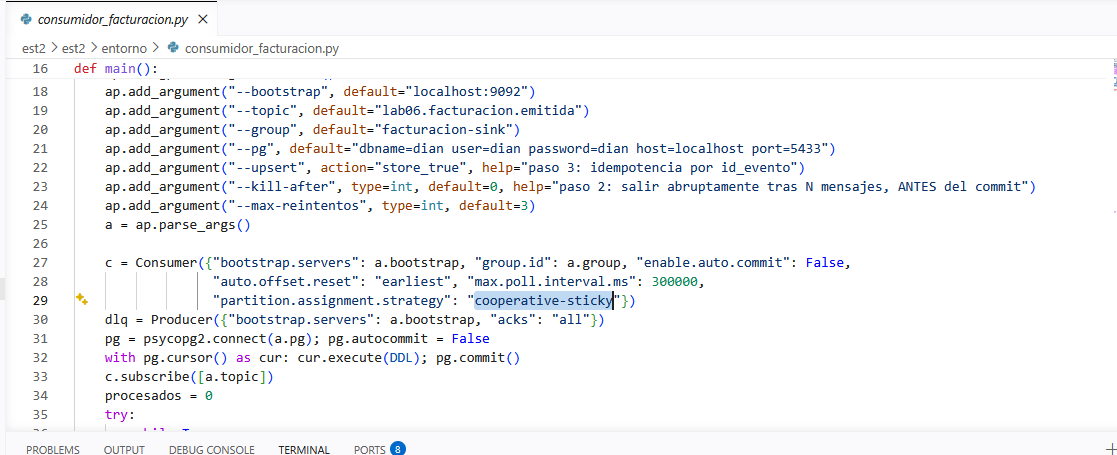 consumidor_facturacion.py ×
est2 > est2 > entorno > consumidor_facturacion.py
16 def main():
18 ap.add_argument("--bootstrap", default="localhost:9092")
19 ap.add_argument("--topic", default="lab06.facturacion.emitida")
20 ap.add_argument("--group", default="facturacion-sink")
21 ap.add_argument("--pg", default="dbname=dian user=dian password=dian host=localhost port=5433")
22 ap.add_argument("--upsert", action="store_true", help="paso 3: idempotencia por id_evento")
23 ap.add_argument("--kill-after", type=int, default=0, help="paso 2: salir abruptamente tras N mensajes, ANTES del commit")
24 ap.add_argument("--max-reintentos", type=int, default=3)
25 a = ap.parse_args()
26
27 c = Consumer({"bootstrap.servers": a.bootstrap, "group.id": a.group, "enable.auto.commit": False,
28 "auto.offset.reset": "earliest", "max.poll.interval.ms": 300000,
29 "partition.assignment.strategy": "cooperative-sticky"})
30 dlq = Producer({"bootstrap.servers": a.bootstrap, "acks": "all"})
31 pg = psycopg2.connect(a.pg); pg.autocommit = False
32 with pg.cursor() as cur: cur.execute(DDL); pg.commit()
33 c.subscribe([a.topic])
34 procesados = 0
35 try:
PROBLEMS OUTPUT DEBUG CONSOLE TERMINAL PORTS 8